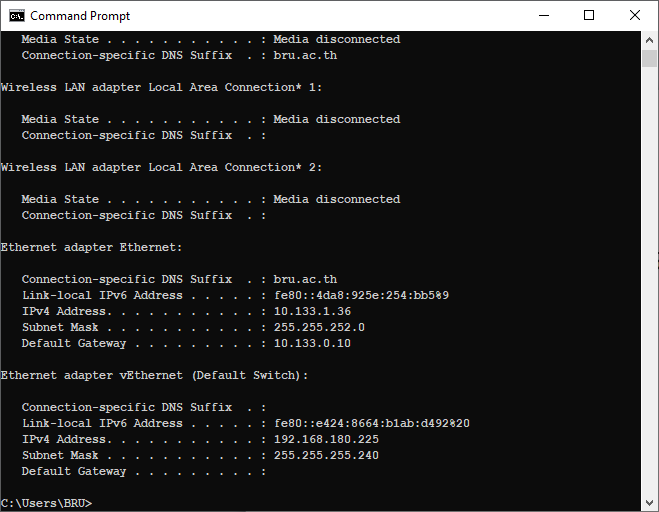 Command Prompt
Media State . . . . . . . . . . . : Media disconnected
Connection-specific DNS Suffix  . : bru.ac.th
Wireless LAN adapter Local Area Connection* 1:
Media State . . . . . . . . . . . : Media disconnected
Connection-specific DNS Suffix  . :
Wireless LAN adapter Local Area Connection* 2:
Media State . . . . . . . . . . . : Media disconnected
Connection-specific DNS Suffix  . :
Ethernet adapter Ethernet:
Connection-specific DNS Suffix  . : bru.ac.th
Link-local IPv6 Address . . . . . : fe80::4da8:925e:254:bb5%9
IPv4 Address. . . . . . . . . . . : 10.133.1.36
Subnet Mask . . . . . . . . . . . : 255.255.252.0
Default Gateway . . . . . . . . . : 10.133.0.10
Ethernet adapter vEthernet (Default Switch):
Connection-specific DNS Suffix  . :
Link-local IPv6 Address . . . . . : fe80::e424:8664:b1ab:d492%20
IPv4 Address. . . . . . . . . . . : 192.168.180.225
Subnet Mask . . . . . . . . . . . : 255.255.255.240
Default Gateway . . . . . . . . . :
C:\Users\BRU>